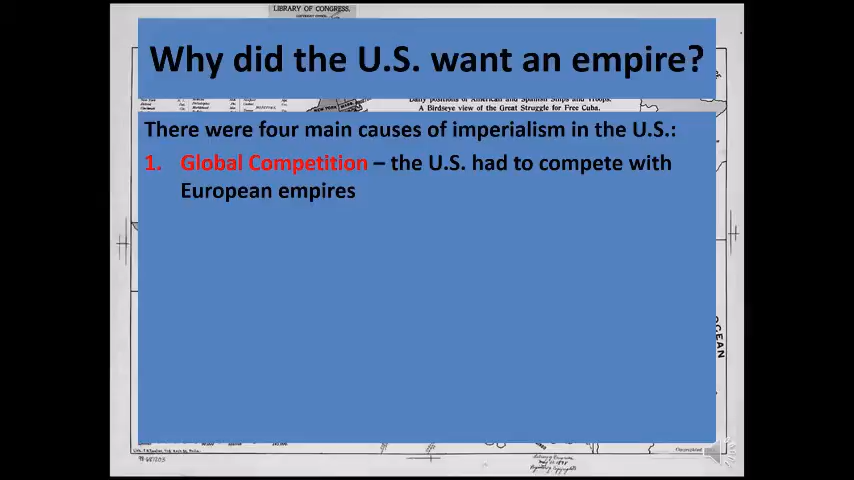 LIBRARY OF CONGRESS.
Why did the U.S. want an empire?
Daily positions of American and Spanish Ships and Troops.
A Birdseye view of the Great Struggle for Free Cuba.
There were four main causes of imperialism in the U.S.:
1. Global Competition – the U.S. had to compete with
European empires